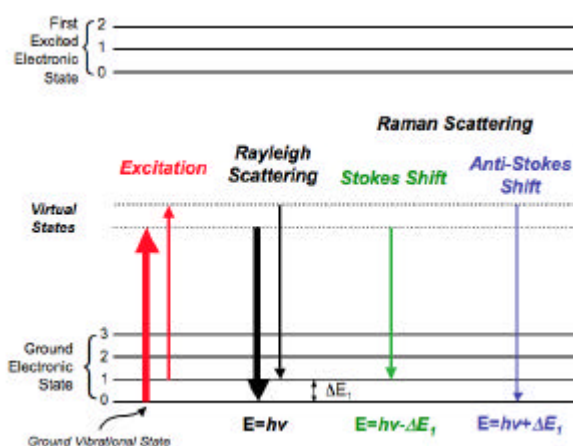 First
Excited
Electronic
State
2
1
0
Raman Scattering
Excitation
Rayleigh
Scattering
Stokes Shift
Anti-Stokes
Shift
Virtual
States
Ground
Electronic
State
3
2
1
0
ΔE₁
E=hν
E=hν-ΔE₁
E=hν+ΔE₁
Ground Vibrational State